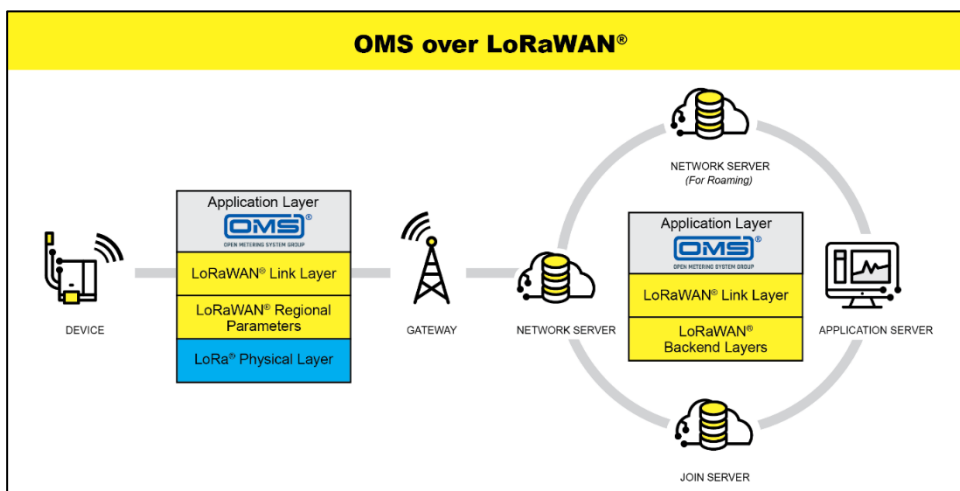 OMS over LoRaWAN®
NETWORK SERVER
(For Roaming)
Application Layer
OMS®
OPEN METERING SYSTEM GROUP
LoRaWAN® Link Layer
LoRaWAN® Regional
Parameters
LoRa® Physical Layer
DEVICE
GATEWAY
NETWORK SERVER
Application Layer
OMS®
OPEN METERING SYSTEM GROUP
LoRaWAN® Link Layer
LoRaWAN®
Backend Layers
APPLICATION SERVER
JOIN SERVER